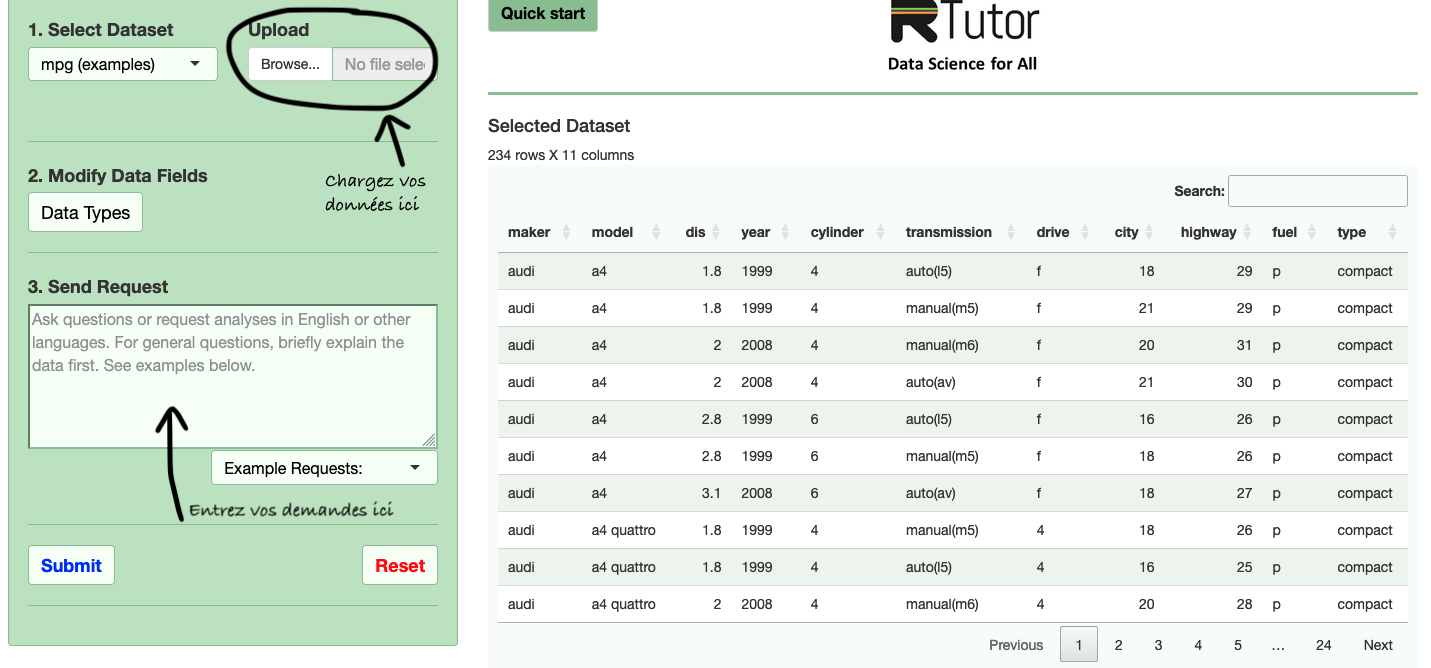 1. Select Dataset
Upload
mpg (examples)
Browse...
No file selec
Chargez vos
données ici
2. Modify Data Fields
Data Types
3. Send Request
Ask questions or request analyses in English or other
languages. For general questions, briefly explain the
data first. See examples below.
Example Requests:
Entrez vos demandes ici
Submit
Reset
Quick start
RTutor
Data Science for All
Selected Dataset
234 rows X 11 columns
Search:
maker model dis year cylinder transmission drive city highway fuel type
audi a4 1.8 1999 4 auto(l5) f 18 29 p compact
audi a4 1.8 1999 4 manual(m5) f 21 29 p compact
audi a4 2 2008 4 manual(m6) f 20 31 p compact
audi a4 2 2008 4 auto(av) f 21 30 p compact
audi a4 2.8 1999 6 auto(l5) f 16 26 p compact
audi a4 2.8 1999 6 manual(m5) f 18 26 p compact
audi a4 3.1 2008 6 auto(av) f 18 27 p compact
audi a4 quattro 1.8 1999 4 manual(m5) 4 18 26 p compact
audi a4 quattro 1.8 1999 4 auto(l5) 4 16 25 p compact
audi a4 quattro 2 2008 4 manual(m6) 4 20 28 p compact
Previous 1 2 3 4 5 ... 24 Next